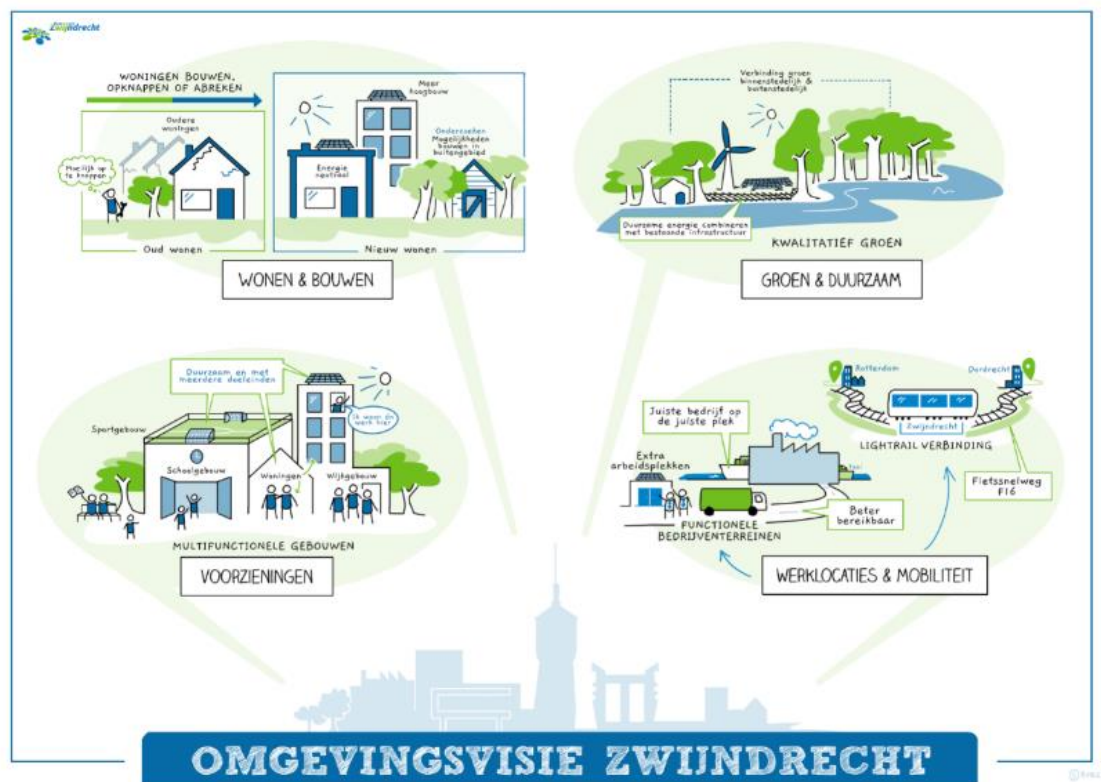 Zwijndrecht
WONINGEN BOUWEN,
OPKNAPPEN OF ABREKEN
Oudere
woningen
Moeilijk op
te knappen
Oud wonen
Meer
hoogbouw
Energie
neutraal
Onderzoeken
Mogelijkheden
bouwen in
buitengebied
Nieuw wonen
WONEN & BOUWEN
Verbinding groen
binnenstedelijk &
buitenstedelijk
Duurzame energie combineren
met bestaande infrastructuur
KWALITATIEF GROEN
GROEN & DUURZAAM
Duurzaam en met
meerdere doeleinden
Ik woon én
werk hier
Sportgebouw
Schoolgebouw
Woningen
Wijkgebouw
MULTIFUNCTIONELE GEBOUWEN
VOORZIENINGEN
Rotterdam
Dordrecht
Zwijndrecht
LIGHTRAIL VERBINDING
Juiste bedrijf op
de juiste plek
Extra
arbeidsplekken
Fietssnelweg
F16
Beter
bereikbaar
FUNCTIONELE
BEDRIJVENTERREINEN
WERKLOCATIES & MOBILITEIT
OMGEVINGSVISIE ZWIJNDRECHT